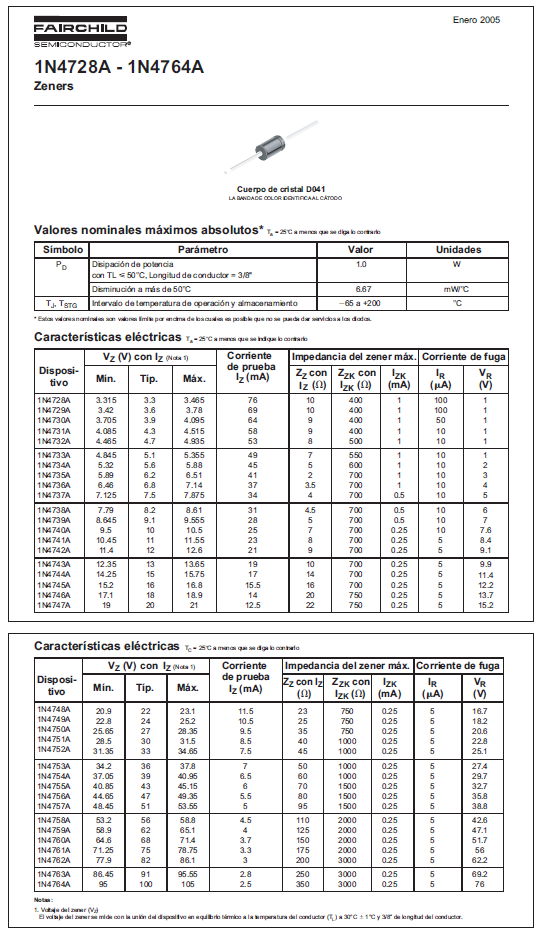 Enero 2005
FAIRCHILD
SEMICONDUCTOR®
1N4728A - 1N4764A
Zeners
Cuerpo de cristal D041
LA BANDA DE COLOR IDENTIFICA AL CÁTODO
Valores nominales máximos absolutos* Ta = 25°C a menos que se diga lo contrario
Símbolo Parámetro Valor Unidades
PD Disipación de potencia 1.0 W
con TL ≤ 50°C, Longitud de conductor = 3/8"
Disminución a más de 50°C 6.67 mW/°C
TJ, TSTG Intervalo de temperatura de operación y almacenamiento −65 a +200 °C
* Estos valores nominales son valores límite por encima de los cuales es posible que no se pueda dar servicio a los diodos.
Características eléctricas Ta = 25°C a menos que se indique lo contrario
Disposi-tivo VZ (V) con IZ (Nota 1) Corriente de prueba IZ (mA) Impedancia del zener máx. Corriente de fuga
Mín. Típ. Máx. ZZ con IZ (Ω) ZZK con IZK (Ω) IZK (mA) IR (μA) VR (V)
1N4728A 3.315 3.3 3.465 76 10 400 1 100 1
1N4729A 3.42 3.6 3.78 69 10 400 1 100 1
1N4730A 3.705 3.9 4.095 64 9 400 1 50 1
1N4731A 4.085 4.3 4.515 58 9 400 1 10 1
1N4732A 4.465 4.7 4.935 53 8 500 1 10 1
1N4733A 4.845 5.1 5.355 49 7 550 1 10 1
1N4734A 5.32 5.6 5.88 45 5 600 1 10 2
1N4735A 5.89 6.2 6.51 41 2 700 1 10 3
1N4736A 6.46 6.8 7.14 37 3.5 700 1 10 4
1N4737A 7.125 7.5 7.875 34 4 700 0.5 10 5
1N4738A 7.79 8.2 8.61 31 4.5 700 0.5 10 6
1N4739A 8.645 9.1 9.555 28 5 700 0.5 10 7
1N4740A 9.5 10 10.5 25 7 700 0.25 10 7.6
1N4741A 10.45 11 11.55 23 8 700 0.25 5 8.4
1N4742A 11.4 12 12.6 21 9 700 0.25 5 9.1
1N4743A 12.35 13 13.65 19 10 700 0.25 5 9.9
1N4744A 14.25 15 15.75 17 14 700 0.25 5 11.4
1N4745A 15.2 16 16.8 15.5 16 700 0.25 5 12.2
1N4746A 17.1 18 18.9 14 20 750 0.25 5 13.7
1N4747A 19 20 21 12.5 22 750 0.25 5 15.2
Características eléctricas TC = 25°C a menos que se diga lo contrario
Disposi-tivo VZ (V) con IZ (Nota 1) Corriente de prueba IZ (mA) Impedancia del zener máx. Corriente de fuga
Mín. Típ. Máx. ZZ con IZ (Ω) ZZK con IZK (Ω) IZK (mA) IR (μA) VR (V)
1N4748A 20.9 22 23.1 11.5 23 750 0.25 5 16.7
1N4749A 22.8 24 25.2 10.5 25 750 0.25 5 18.2
1N4750A 25.65 27 28.35 9.5 35 750 0.25 5 20.6
1N4751A 28.5 30 31.5 8.5 40 1000 0.25 5 22.8
1N4752A 31.35 33 34.65 7.5 45 1000 0.25 5 25.1
1N4753A 34.2 36 37.8 7 50 1000 0.25 5 27.4
1N4754A 37.05 39 40.95 6.5 60 1000 0.25 5 29.7
1N4755A 40.85 43 45.15 6 70 1500 0.25 5 32.7
1N4756A 44.65 47 49.35 5.5 80 1500 0.25 5 35.8
1N4757A 48.45 51 53.55 5 95 1500 0.25 5 38.8
1N4758A 53.2 56 58.8 4.5 110 2000 0.25 5 42.6
1N4759A 58.9 62 65.1 4 125 2000 0.25 5 47.1
1N4760A 64.6 68 71.4 3.7 150 2000 0.25 5 51.7
1N4761A 71.25 75 78.75 3.3 175 2000 0.25 5 56
1N4762A 77.9 82 86.1 3 200 3000 0.25 5 62.2
1N4763A 86.45 91 95.55 2.8 250 3000 0.25 5 69.2
1N4764A 95 100 105 2.5 350 3000 0.25 5 76
Notas:
1. Voltaje del zener (VZ)
El voltaje del zener se mide con la unión del dispositivo en equilibrio térmico a la temperatura del conductor (TL) a 30°C ± 1°C y 3/8" de longitud del conductor.